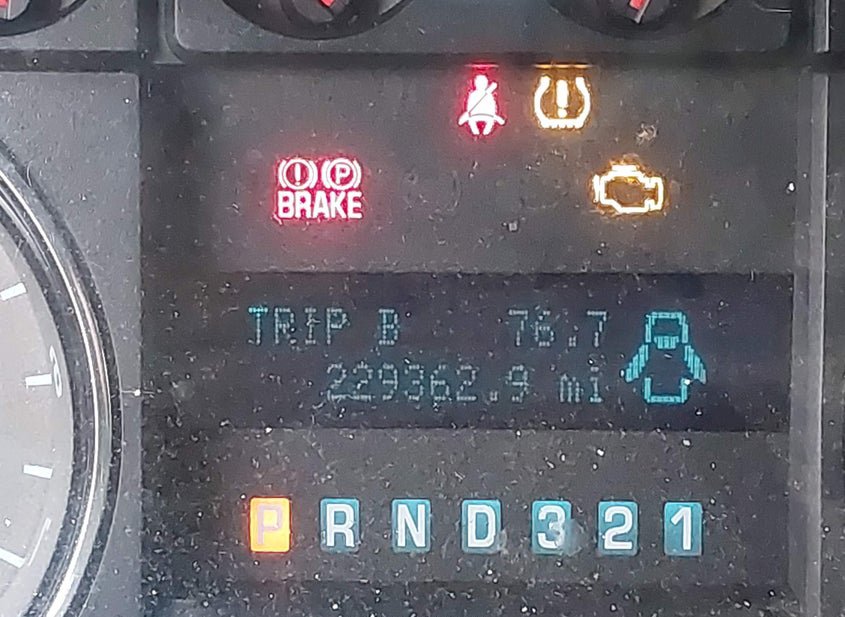 ! P
BRAKE
TRIP B 76.7
229362.9 mi
P R N D 3 2 1